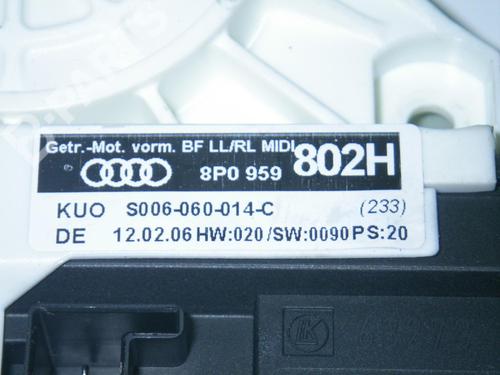 Getr.-Mot. vorm. BF LL/RL MIDI
8P0 959 802H
KUO S006-060-014-C (233)
DE 12.02.06 HW:020/SW:0090 PS:20